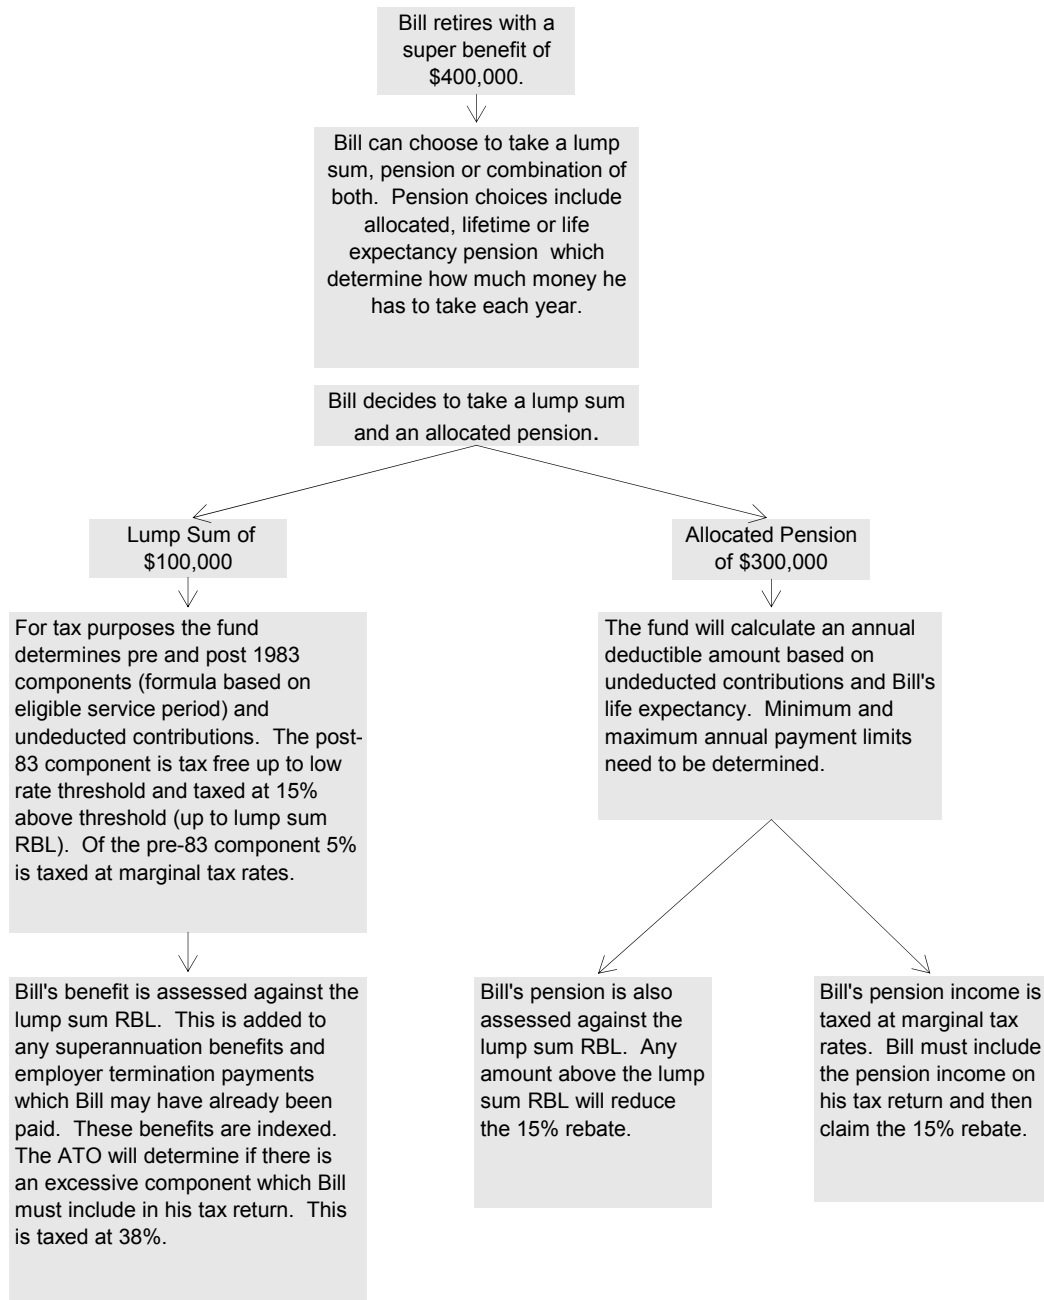 Bill retires with a
super benefit of
$400,000.
Bill can choose to take a lump
sum, pension or combination of
both.  Pension choices include
allocated, lifetime or life
expectancy pension  which
determine how much money he
has to take each year.
Bill decides to take a lump sum
and an allocated pension.
Lump Sum of
$100,000
Allocated Pension
of $300,000
For tax purposes the fund
determines pre and post 1983
components (formula based on
eligible service period) and
undeducted contributions.  The post-
83 component is tax free up to low
rate threshold and taxed at 15%
above threshold (up to lump sum
RBL).  Of the pre-83 component 5%
is taxed at marginal tax rates.
The fund will calculate an annual
deductible amount based on
undeducted contributions and Bill's
life expectancy.  Minimum and
maximum annual payment limits
need to be determined.
Bill's benefit is assessed against the
lump sum RBL.  This is added to
any superannuation benefits and
employer termination payments
which Bill may have already been
paid.  These benefits are indexed.
The ATO will determine if there is
an excessive component which Bill
must include in his tax return.  This
is taxed at 38%.
Bill's pension is also
assessed against the
lump sum RBL.  Any
amount above the lump
sum RBL will reduce
the 15% rebate.
Bill's pension income is
taxed at marginal tax
rates.  Bill must include
the pension income on
his tax return and then
claim the 15% rebate.